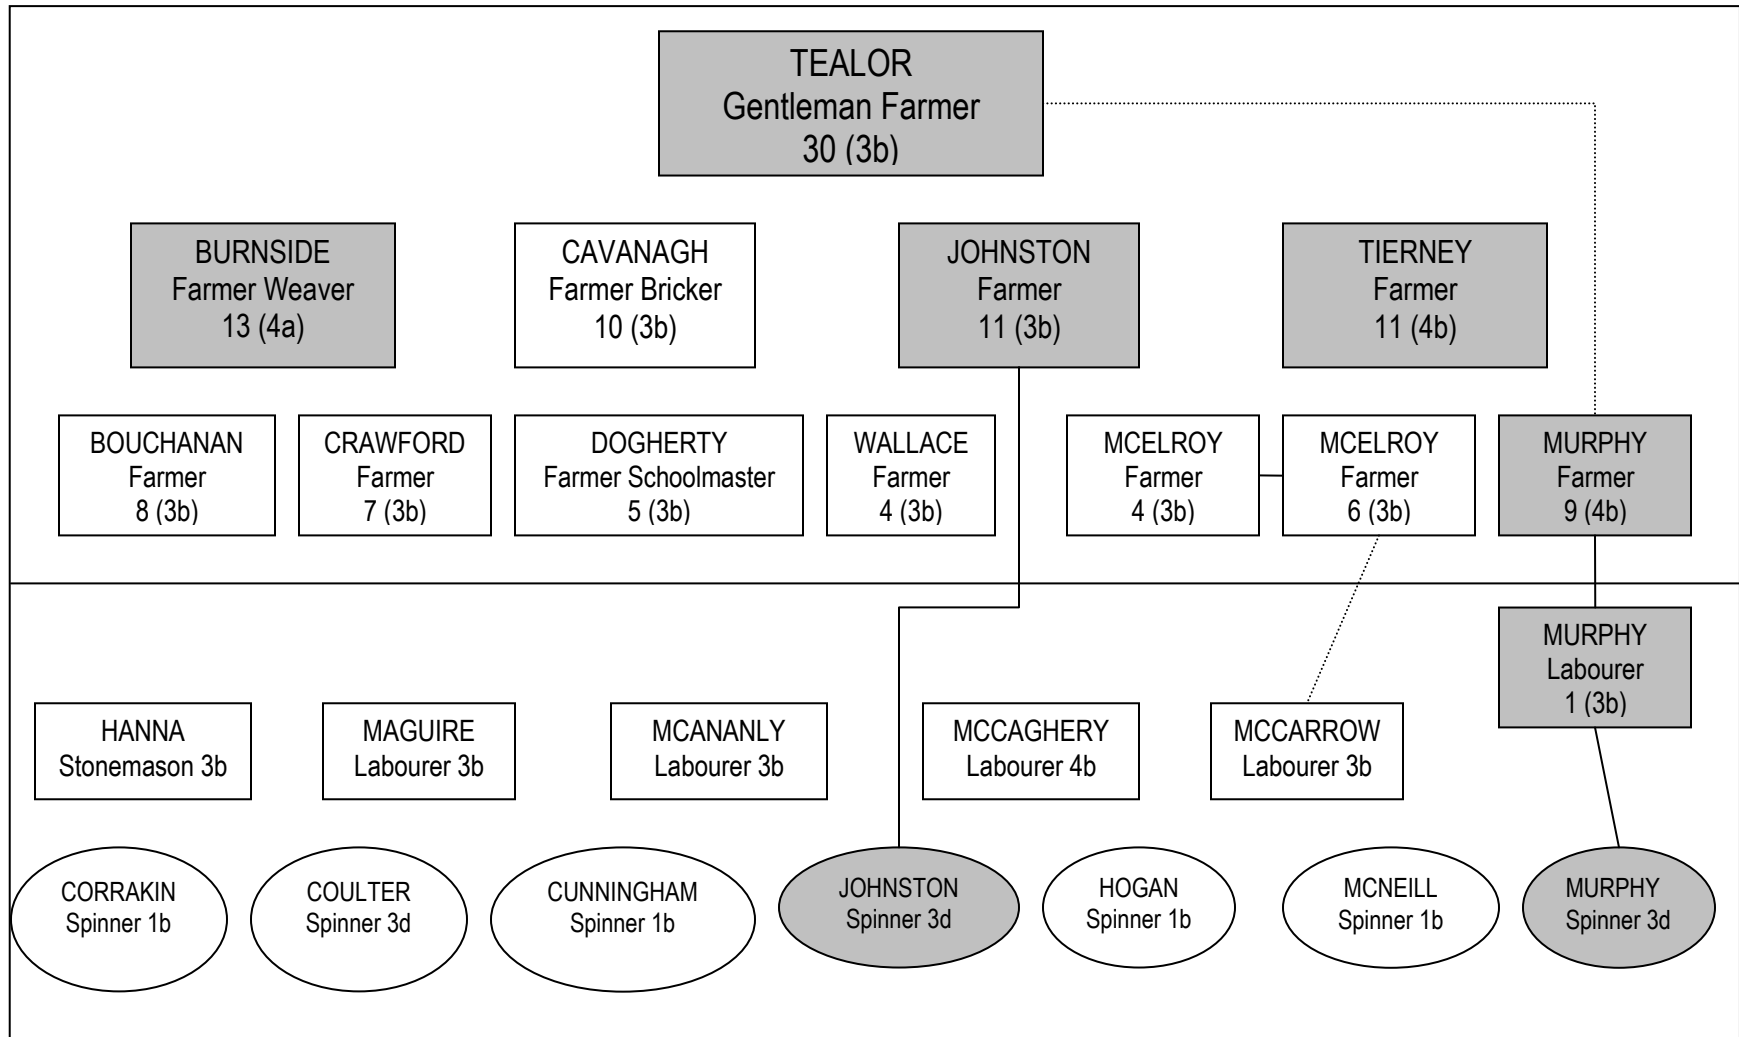 TEALOR
Gentleman Farmer
30 (3b)
BURNSIDE
Farmer Weaver
13 (4a)
CAVANAGH
Farmer Bricker
10 (3b)
JOHNSTON
Farmer
11 (3b)
TIERNEY
Farmer
11 (4b)
BOUCHANAN
Farmer
8 (3b)
CRAWFORD
Farmer
7 (3b)
DOGHERTY
Farmer Schoolmaster
5 (3b)
WALLACE
Farmer
4 (3b)
MCELROY
Farmer
4 (3b)
MCELROY
Farmer
6 (3b)
MURPHY
Farmer
9 (4b)
MURPHY
Labourer
1 (3b)
HANNA
Stonemason 3b
MAGUIRE
Labourer 3b
MCANANLY
Labourer 3b
MCCAGHERY
Labourer 4b
MCCARROW
Labourer 3b
CORRAKIN
Spinner 1b
COULTER
Spinner 3d
CUNNINGHAM
Spinner 1b
JOHNSTON
Spinner 3d
HOGAN
Spinner 1b
MCNEILL
Spinner 1b
MURPHY
Spinner 3d